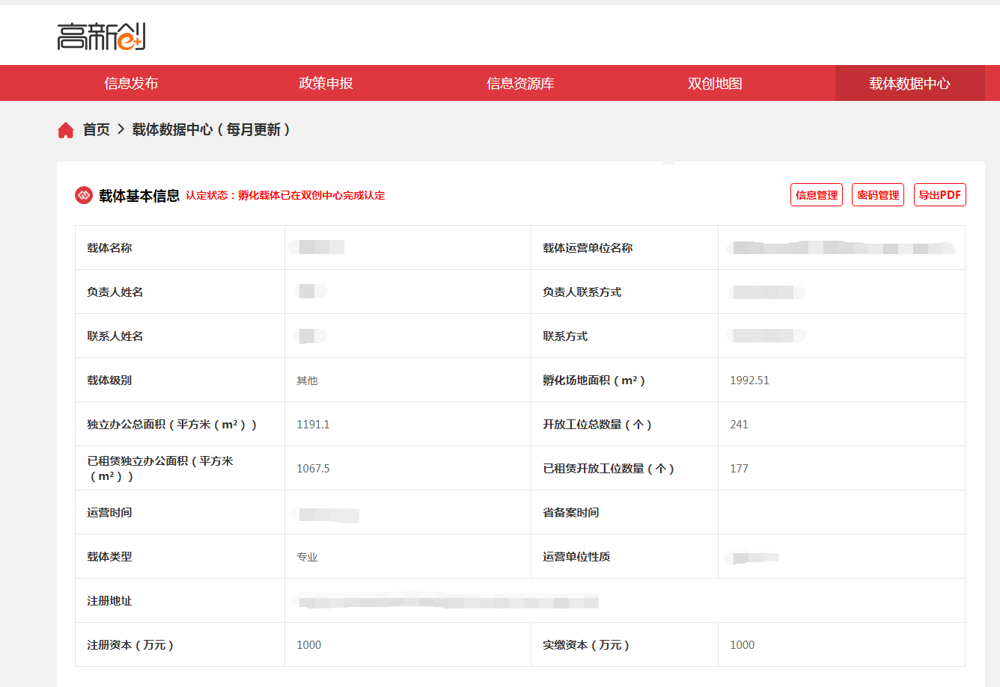 高新创e+
信息发布 政策申报 信息资源库 双创地图 载体数据中心
首页 > 载体数据中心（每月更新）
载体基本信息 认定状态：孵化载体已在双创中心完成认定 信息管理 密码管理 导出PDF
载体名称 载体运营单位名称
负责人姓名 负责人联系方式
联系人姓名 联系方式
载体级别 其他 孵化场地面积（m²） 1992.51
独立办公总面积（平方米（m²）） 1191.1 开放工位总数量（个） 241
已租赁独立办公面积（平方米
（m²）） 1067.5 已租赁开放工位数量（个） 177
运营时间 省备案时间
载体类型 专业 运营单位性质
注册地址
注册资本（万元） 1000 实缴资本（万元） 1000